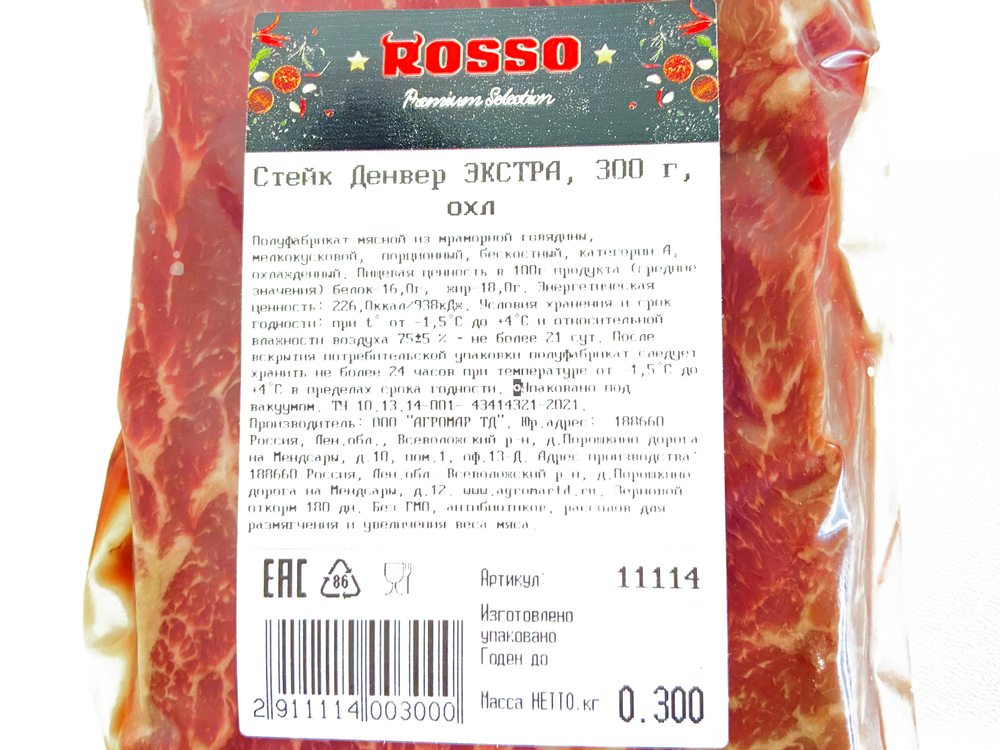 ROSSO
Premium Selection
Стейк Денвер ЭКСТРА, 300 г,
охл
Полуфабрикат мясной из мраморной говядины,
мелкокусковой, порционный, бескостный, категории А,
охлажденный. Пищевая ценность в 100г продукта (средние
значения) белок-16,0г, жир-18,0г. Энергетическая
ценность: 226,0ккал/938кДж. Условия хранения и срок
годности: при t° от -1,5°С до +4°С и относительной
влажности воздуха 75±5 % - не более 21 сут. После
вскрытия потребительской упаковки полуфабрикат следует
хранить не более 24 часов при температуре от -1,5°С до
+4°С в пределах срока годности. Упаковано под
вакуумом. ТУ 10.13.14-001- 43414321-2021.
Производитель: ООО "АГРОМАР ТД". Юр.адрес: 188660
Россия, Лен.обл., Всеволожский р-н, д.Порошкино дорога
на Мендсары, д.10, пом.1, оф.13-Д. Адрес производства:
188660 Россия, Лен.обл. Всеволожский р-н, д.Порошкино
дорога на Мендсары, д.12. www.agromartd.ru. Зерновой
откорм 180 дн. Без ГМО, антибиотиков, рассолов для
размягчения и увеличения веса мяса.
EAC 86
Артикул: 11114
Изготовлено
упаковано
Годен до
Масса НЕТТО.кг 0.300
2 911114 003000